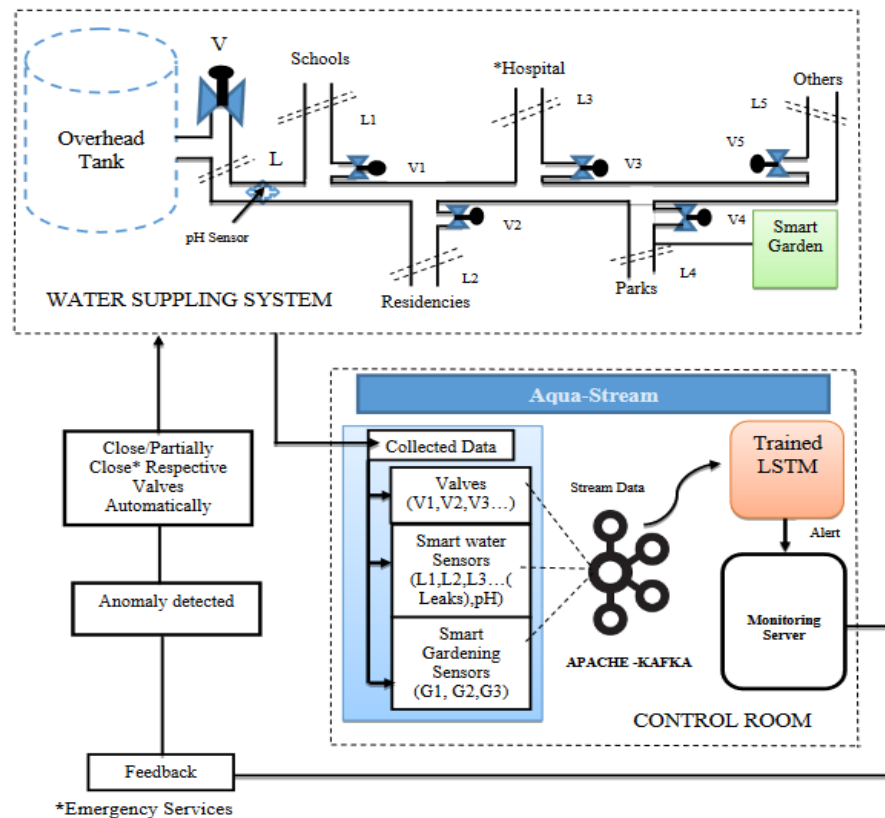 V
Schools
*Hospital
Others
Overhead
Tank
L
L1
L3
L5
V1
V3
V5
pH Sensor
V2
V4
Smart
Garden
L2
L4
Residencies
Parks
WATER SUPPLING SYSTEM
Aqua-Stream
Close/Partially
Close* Respective
Valves
Automatically
Collected Data
Valves
(V1,V2,V3…)
Smart water
Sensors
(L1,L2,L3…(
Leaks),pH)
Smart
Gardening
Sensors
(G1, G2,G3)
Stream Data
APACHE -KAFKA
Trained
LSTM
Alert
Monitoring
Server
CONTROL ROOM
Anomaly detected
Feedback
*Emergency Services